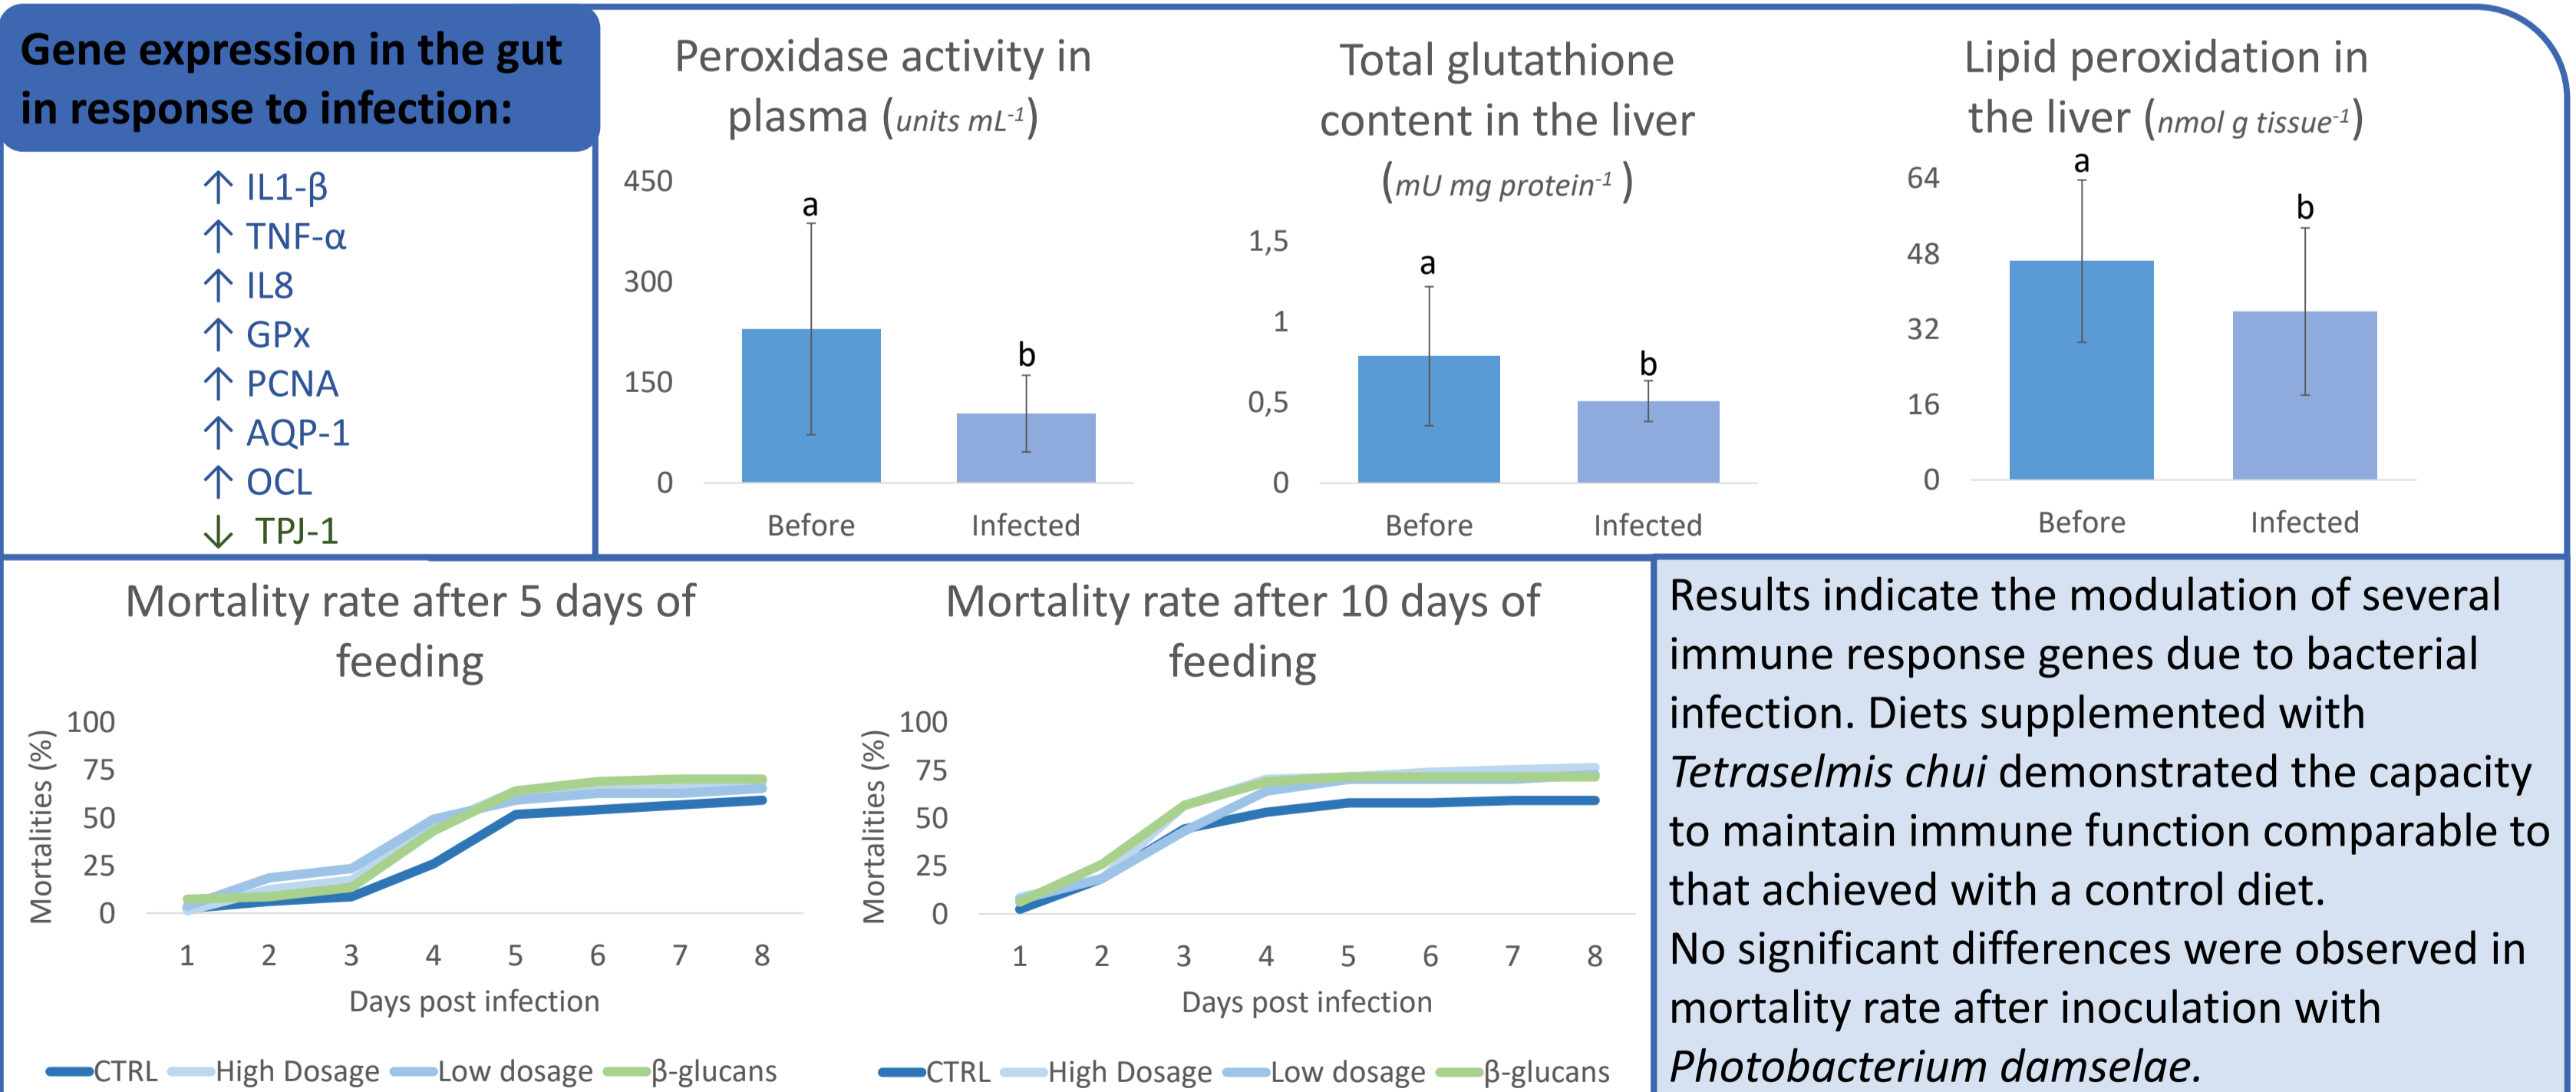 Gene expression in the gut
in response to infection:
↑ IL1-β
↑ TNF-α
↑ IL8
↑ GPx
↑ PCNA
↑ AQP-1
↑ OCL
↓ TPJ-1
Peroxidase activity in
plasma (units mL-1)
450
300
150
0
a
b
Before
Infected
Total glutathione
content in the liver
(mU mg protein-1 )
1,5
1
0,5
0
a
b
Before
Infected
Lipid peroxidation in
the liver (nmol g tissue-1)
64
48
32
16
0
a
b
Before
Infected
Mortality rate after 5 days of
feeding
Mortalities (%)
100
75
50
25
0
1 2 3 4 5 6 7 8
Days post infection
CTRL High Dosage Low dosage β-glucans
Mortality rate after 10 days of
feeding
Mortalities (%)
100
75
50
25
0
1 2 3 4 5 6 7 8
Days post infection
CTRL High Dosage Low dosage β-glucans
Results indicate the modulation of several
immune response genes due to bacterial
infection. Diets supplemented with
Tetraselmis chui demonstrated the capacity
to maintain immune function comparable to
that achieved with a control diet.
No significant differences were observed in
mortality rate after inoculation with
Photobacterium damselae.